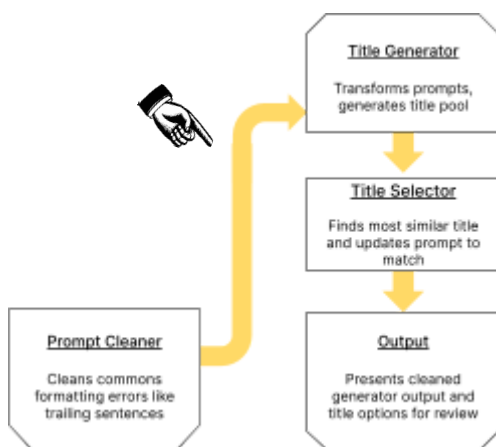 Title Generator
Transforms prompts,
generates title pool
Title Selector
Finds most similar title
and updates prompt to
match
Prompt Cleaner
Cleans commons
formatting errors like
trailing sentences
Output
Presents cleaned
generator output and
title options for review